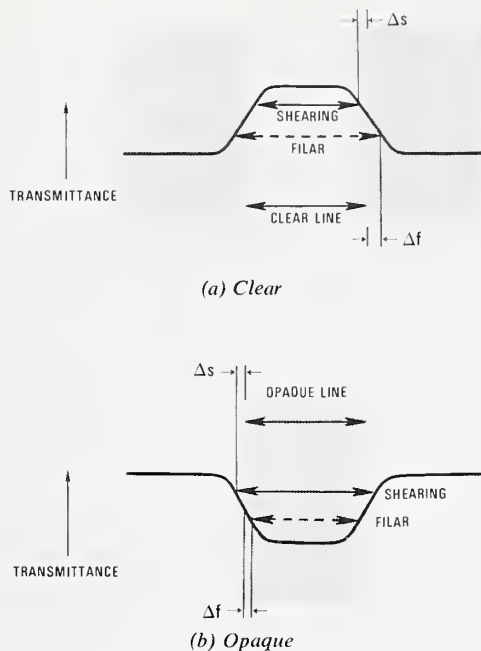 Δs
SHEARING
FILAR
TRANSMITTANCE
CLEAR LINE
Δf
(a) Clear
Δs
OPAQUE LINE
SHEARING
FILAR
TRANSMITTANCE
Δf
(b) Opaque